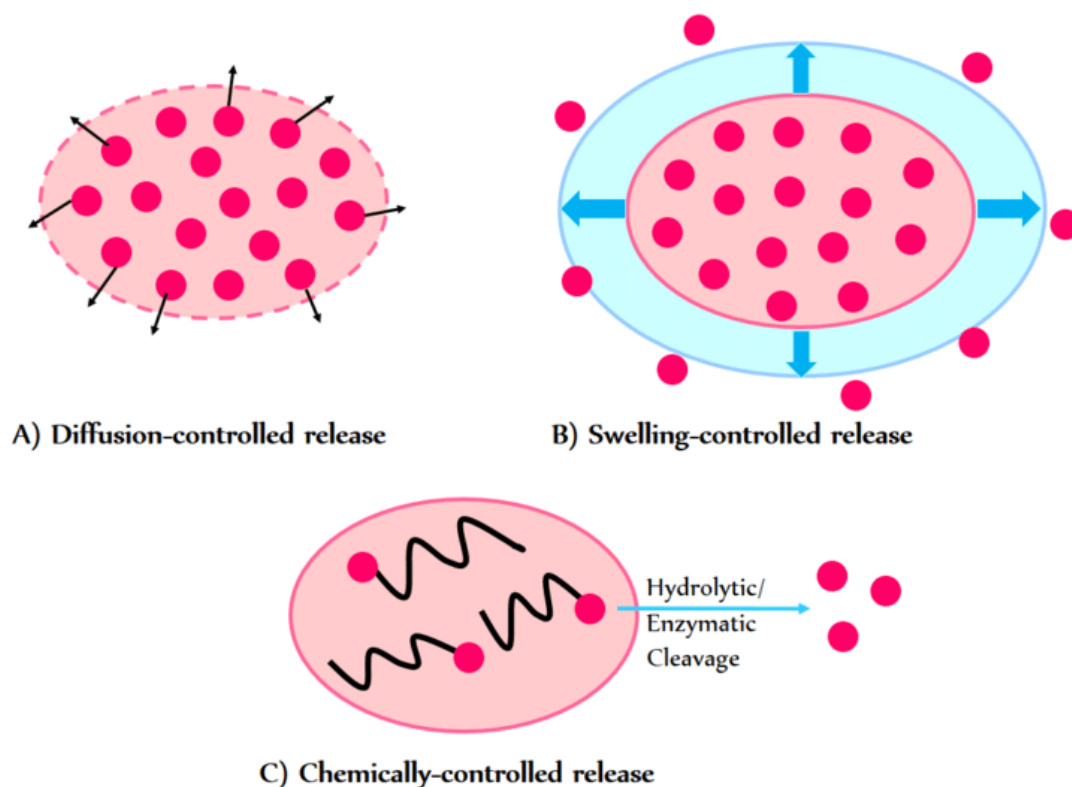 A) Diffusion-controlled release
B) Swelling-controlled release
Hydrolytic/
Enzymatic
Cleavage
C) Chemically-controlled release